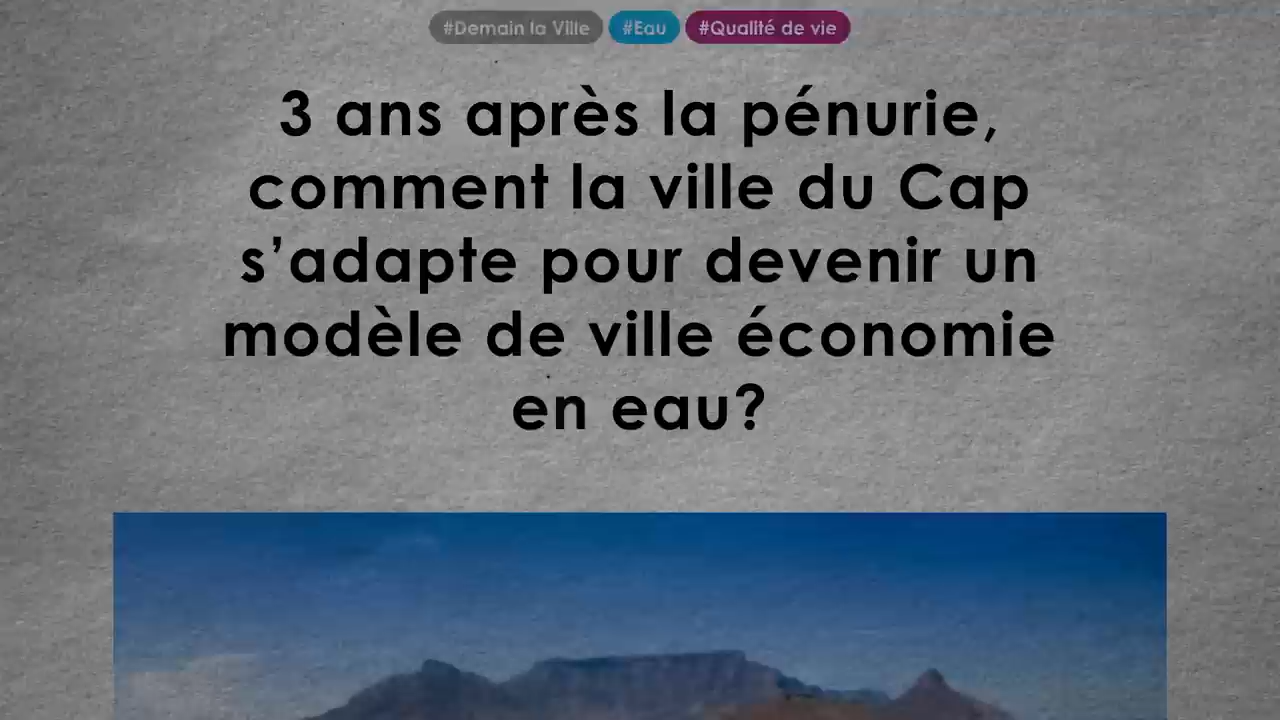 #Demain la Ville #Eau #Qualité de vie
3 ans après la pénurie,
comment la ville du Cap
s'adapte pour devenir un
modèle de ville économie
en eau?